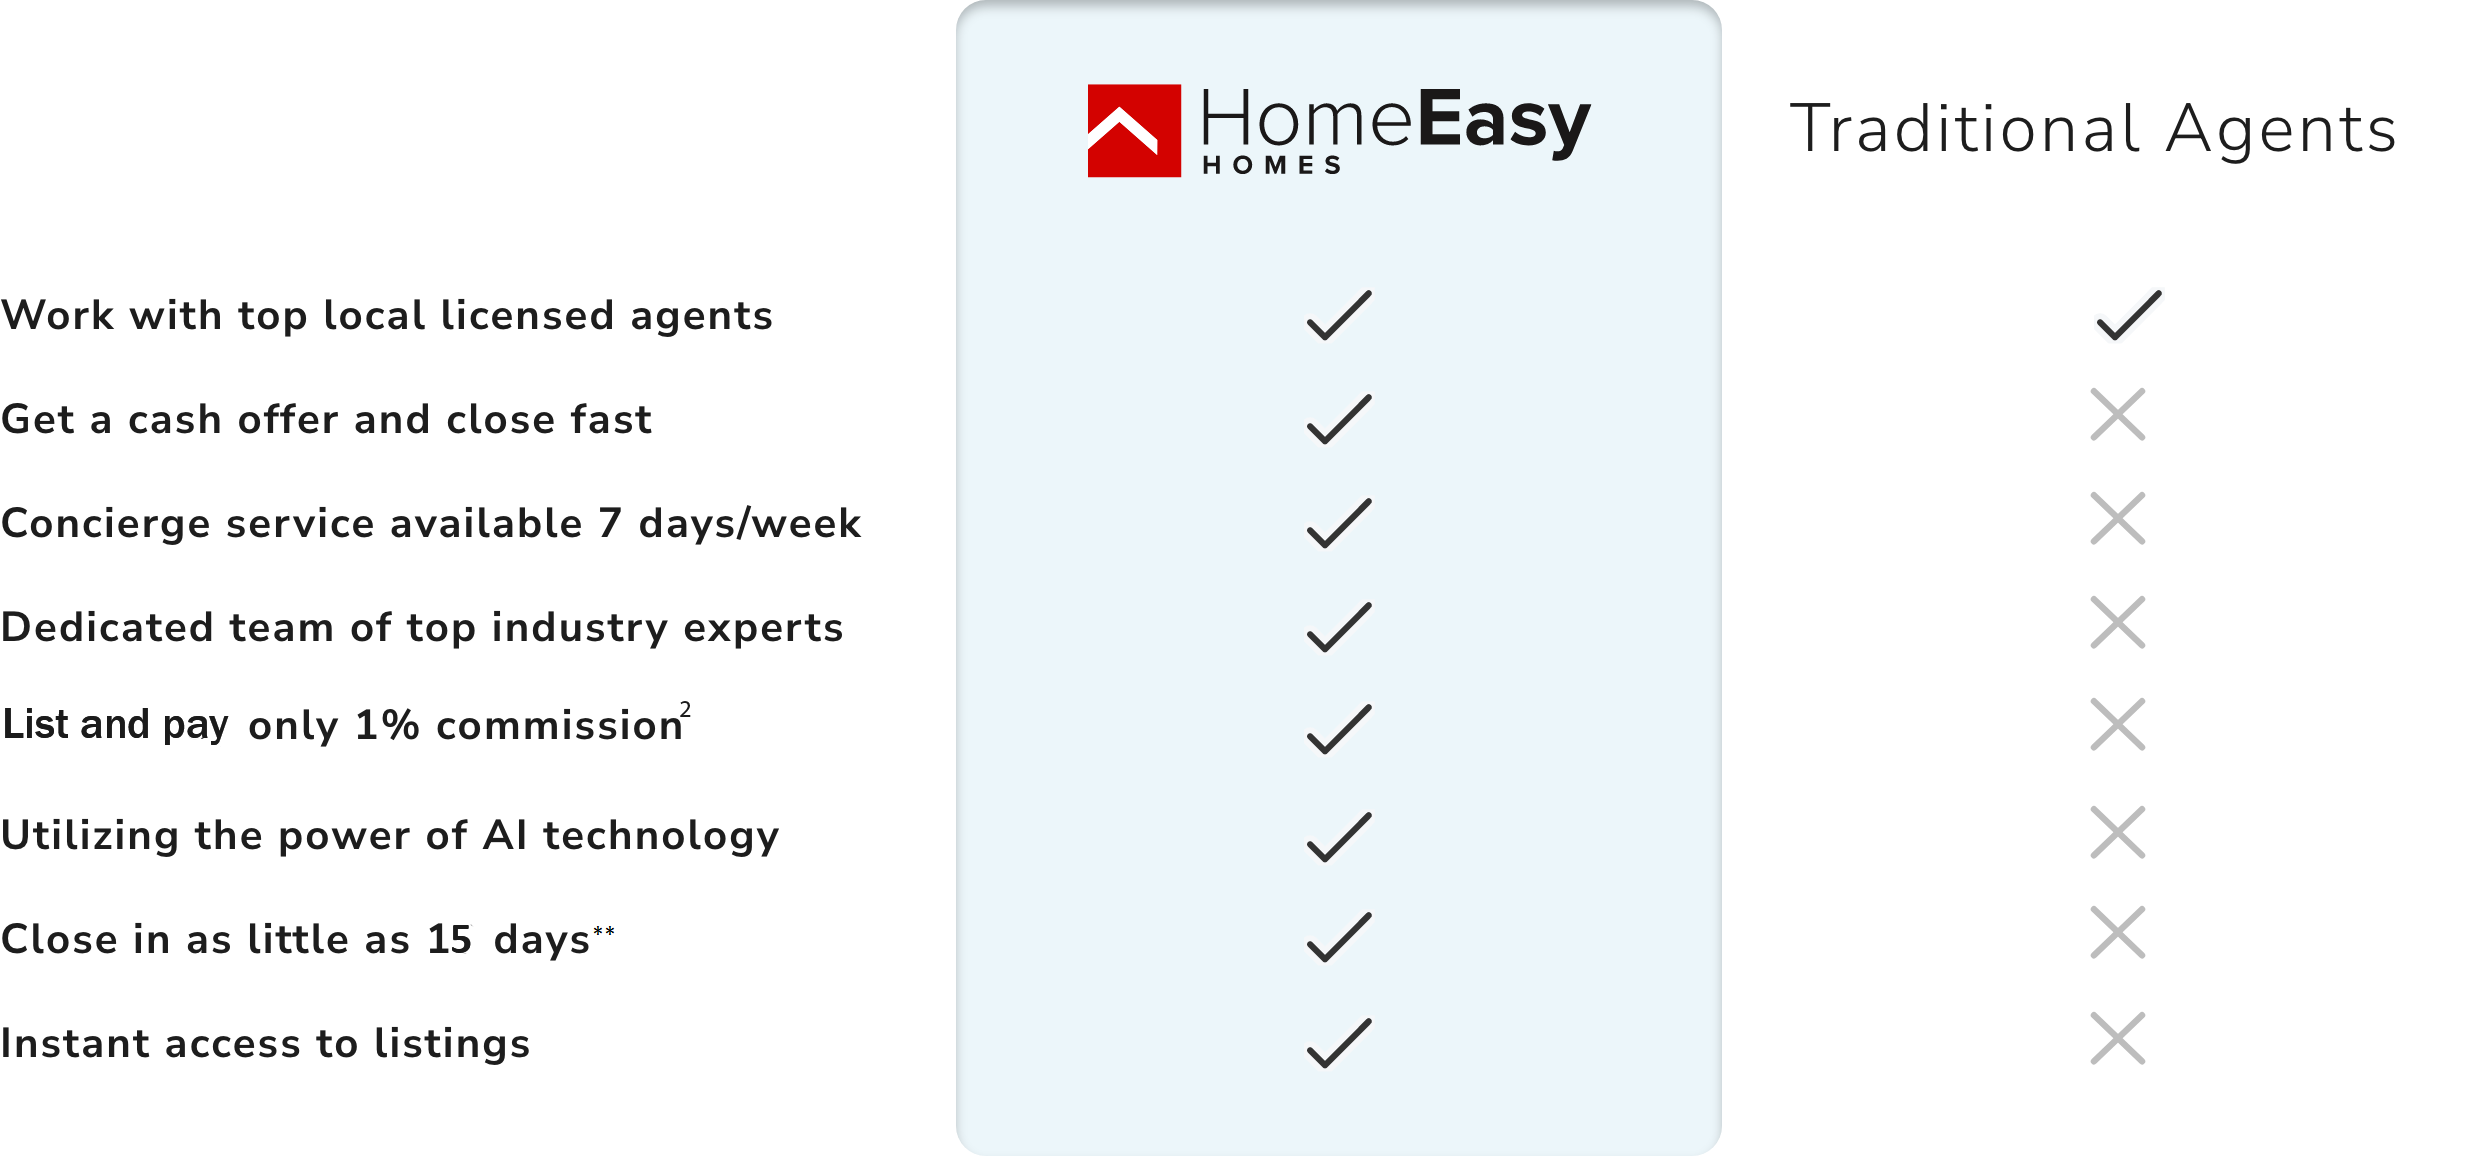 HomeEasy
HOMES
Traditional Agents
Work with top local licensed agents
Get a cash offer and close fast
Concierge service available 7 days/week
Dedicated team of top industry experts
List and pay only 1% commission²
Utilizing the power of AI technology
Close in as little as 15 days**
Instant access to listings